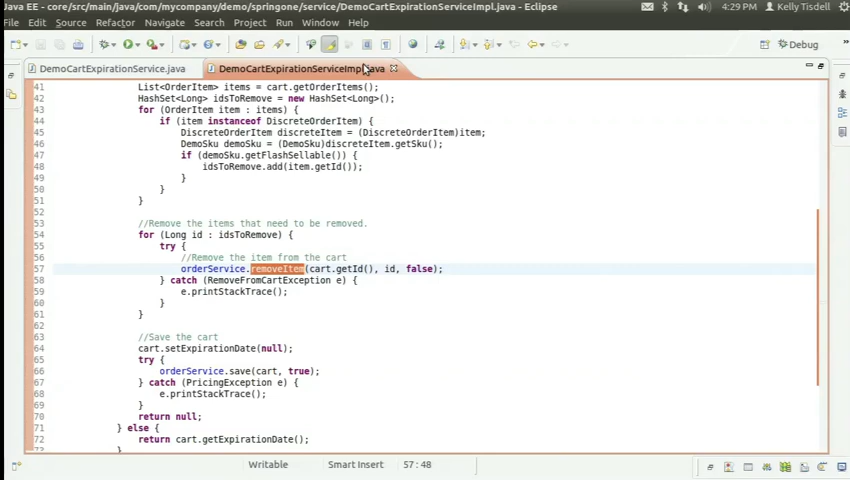 Java EE - core/src/main/java/com/mycompany/demo/springone/service/DemoCartExpirationServiceImpl.java - Eclipse
4:29 PM Kelly Tisdell
File Edit Source Refactor Navigate Search Project Run Window Help
Debug
DemoCartExpirationService.java DemoCartExpirationServiceImpl.java
41 List<OrderItem> items = cart.getOrderItems();
42 HashSet<Long> idsToRemove = new HashSet<Long>();
43 for (OrderItem item : items) {
44 if (item instanceof DiscreteOrderItem) {
45 DiscreteOrderItem discreteItem = (DiscreteOrderItem)item;
46 DemoSku demoSku = (DemoSku)discreteItem.getSku();
47 if (demoSku.getFlashSellable()) {
48 idsToRemove.add(item.getId());
49 }
50 }
51 }
52
53 //Remove the items that need to be removed.
54 for (Long id : idsToRemove) {
55 try {
56 //Remove the item from the cart
57 orderService.removeItem(cart.getId(), id, false);
58 } catch (RemoveFromCartException e) {
59 e.printStackTrace();
60 }
61 }
62
63 //Save the cart
64 cart.setExpirationDate(null);
65 try {
66 orderService.save(cart, true);
67 } catch (PricingException e) {
68 e.printStackTrace();
69 }
70 return null;
71 } else {
72 return cart.getExpirationDate();
73 }
Writable Smart Insert 57 : 48